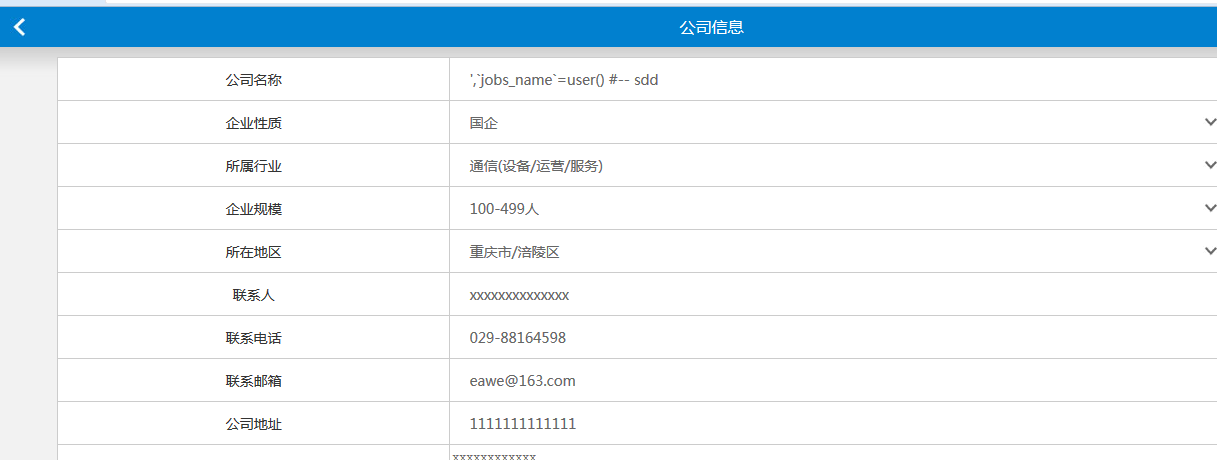 公司信息
公司名称 ',`jobs_name`=user() #-- sdd
企业性质 国企
所属行业 通信(设备/运营/服务)
企业规模 100-499人
所在地区 重庆市/涪陵区
联系人 xxxxxxxxxxxxxx
联系电话 029-88164598
联系邮箱 eawe@163.com
公司地址 1111111111111
xxxxxxxxxxxx